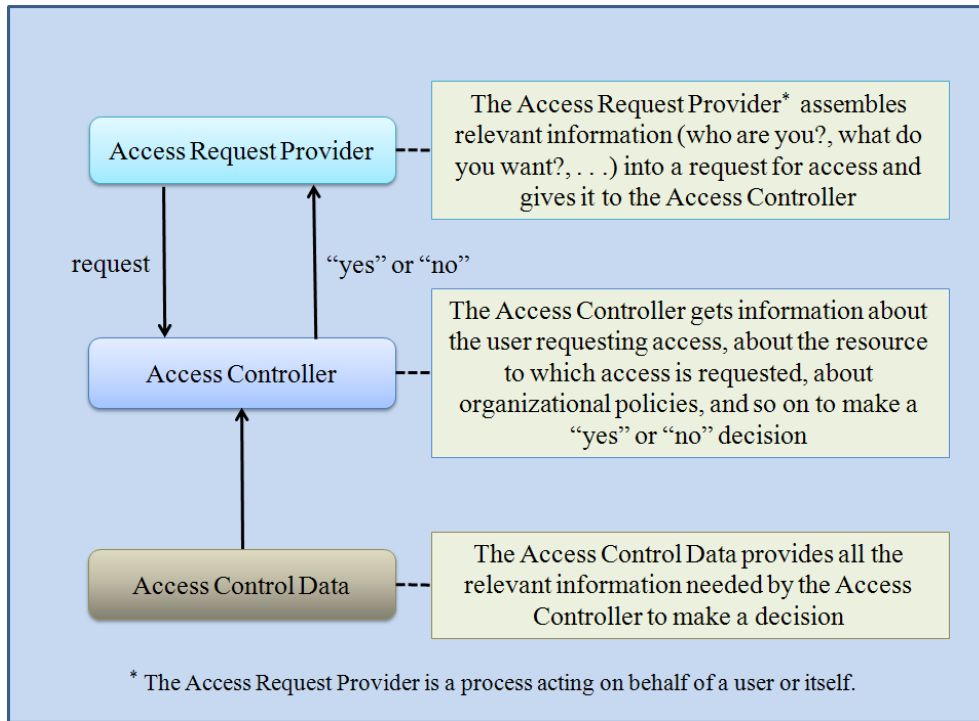 Access Request Provider
The Access Request Provider* assembles
relevant information (who are you?, what do
you want?, . . .) into a request for access and
gives it to the Access Controller
request
“yes” or “no”
Access Controller
The Access Controller gets information about
the user requesting access, about the resource
to which access is requested, about
organizational policies, and so on to make a
“yes” or “no” decision
Access Control Data
The Access Control Data provides all the
relevant information needed by the Access
Controller to make a decision
* The Access Request Provider is a process acting on behalf of a user or itself.